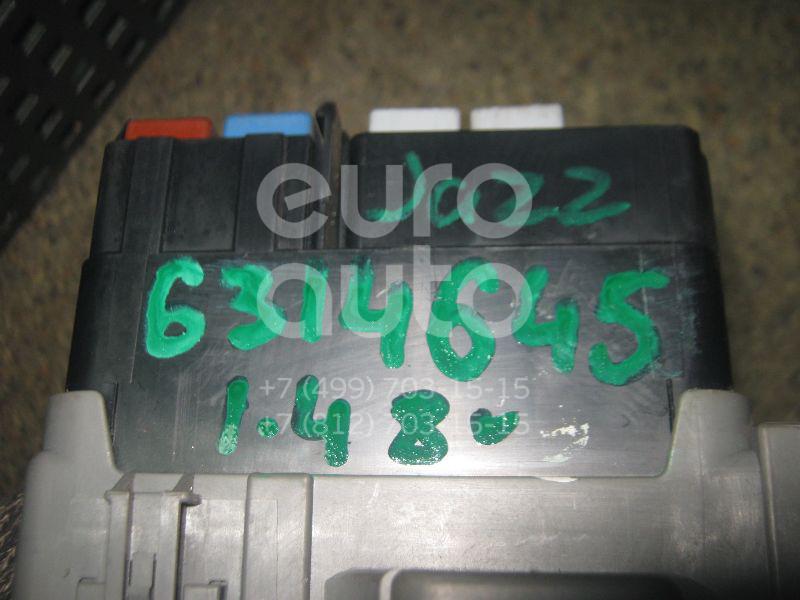 Jazz
euro
auto
6314645
+7 (499) 703-15-15
1.4 8v
+7 (812) 703-15-15